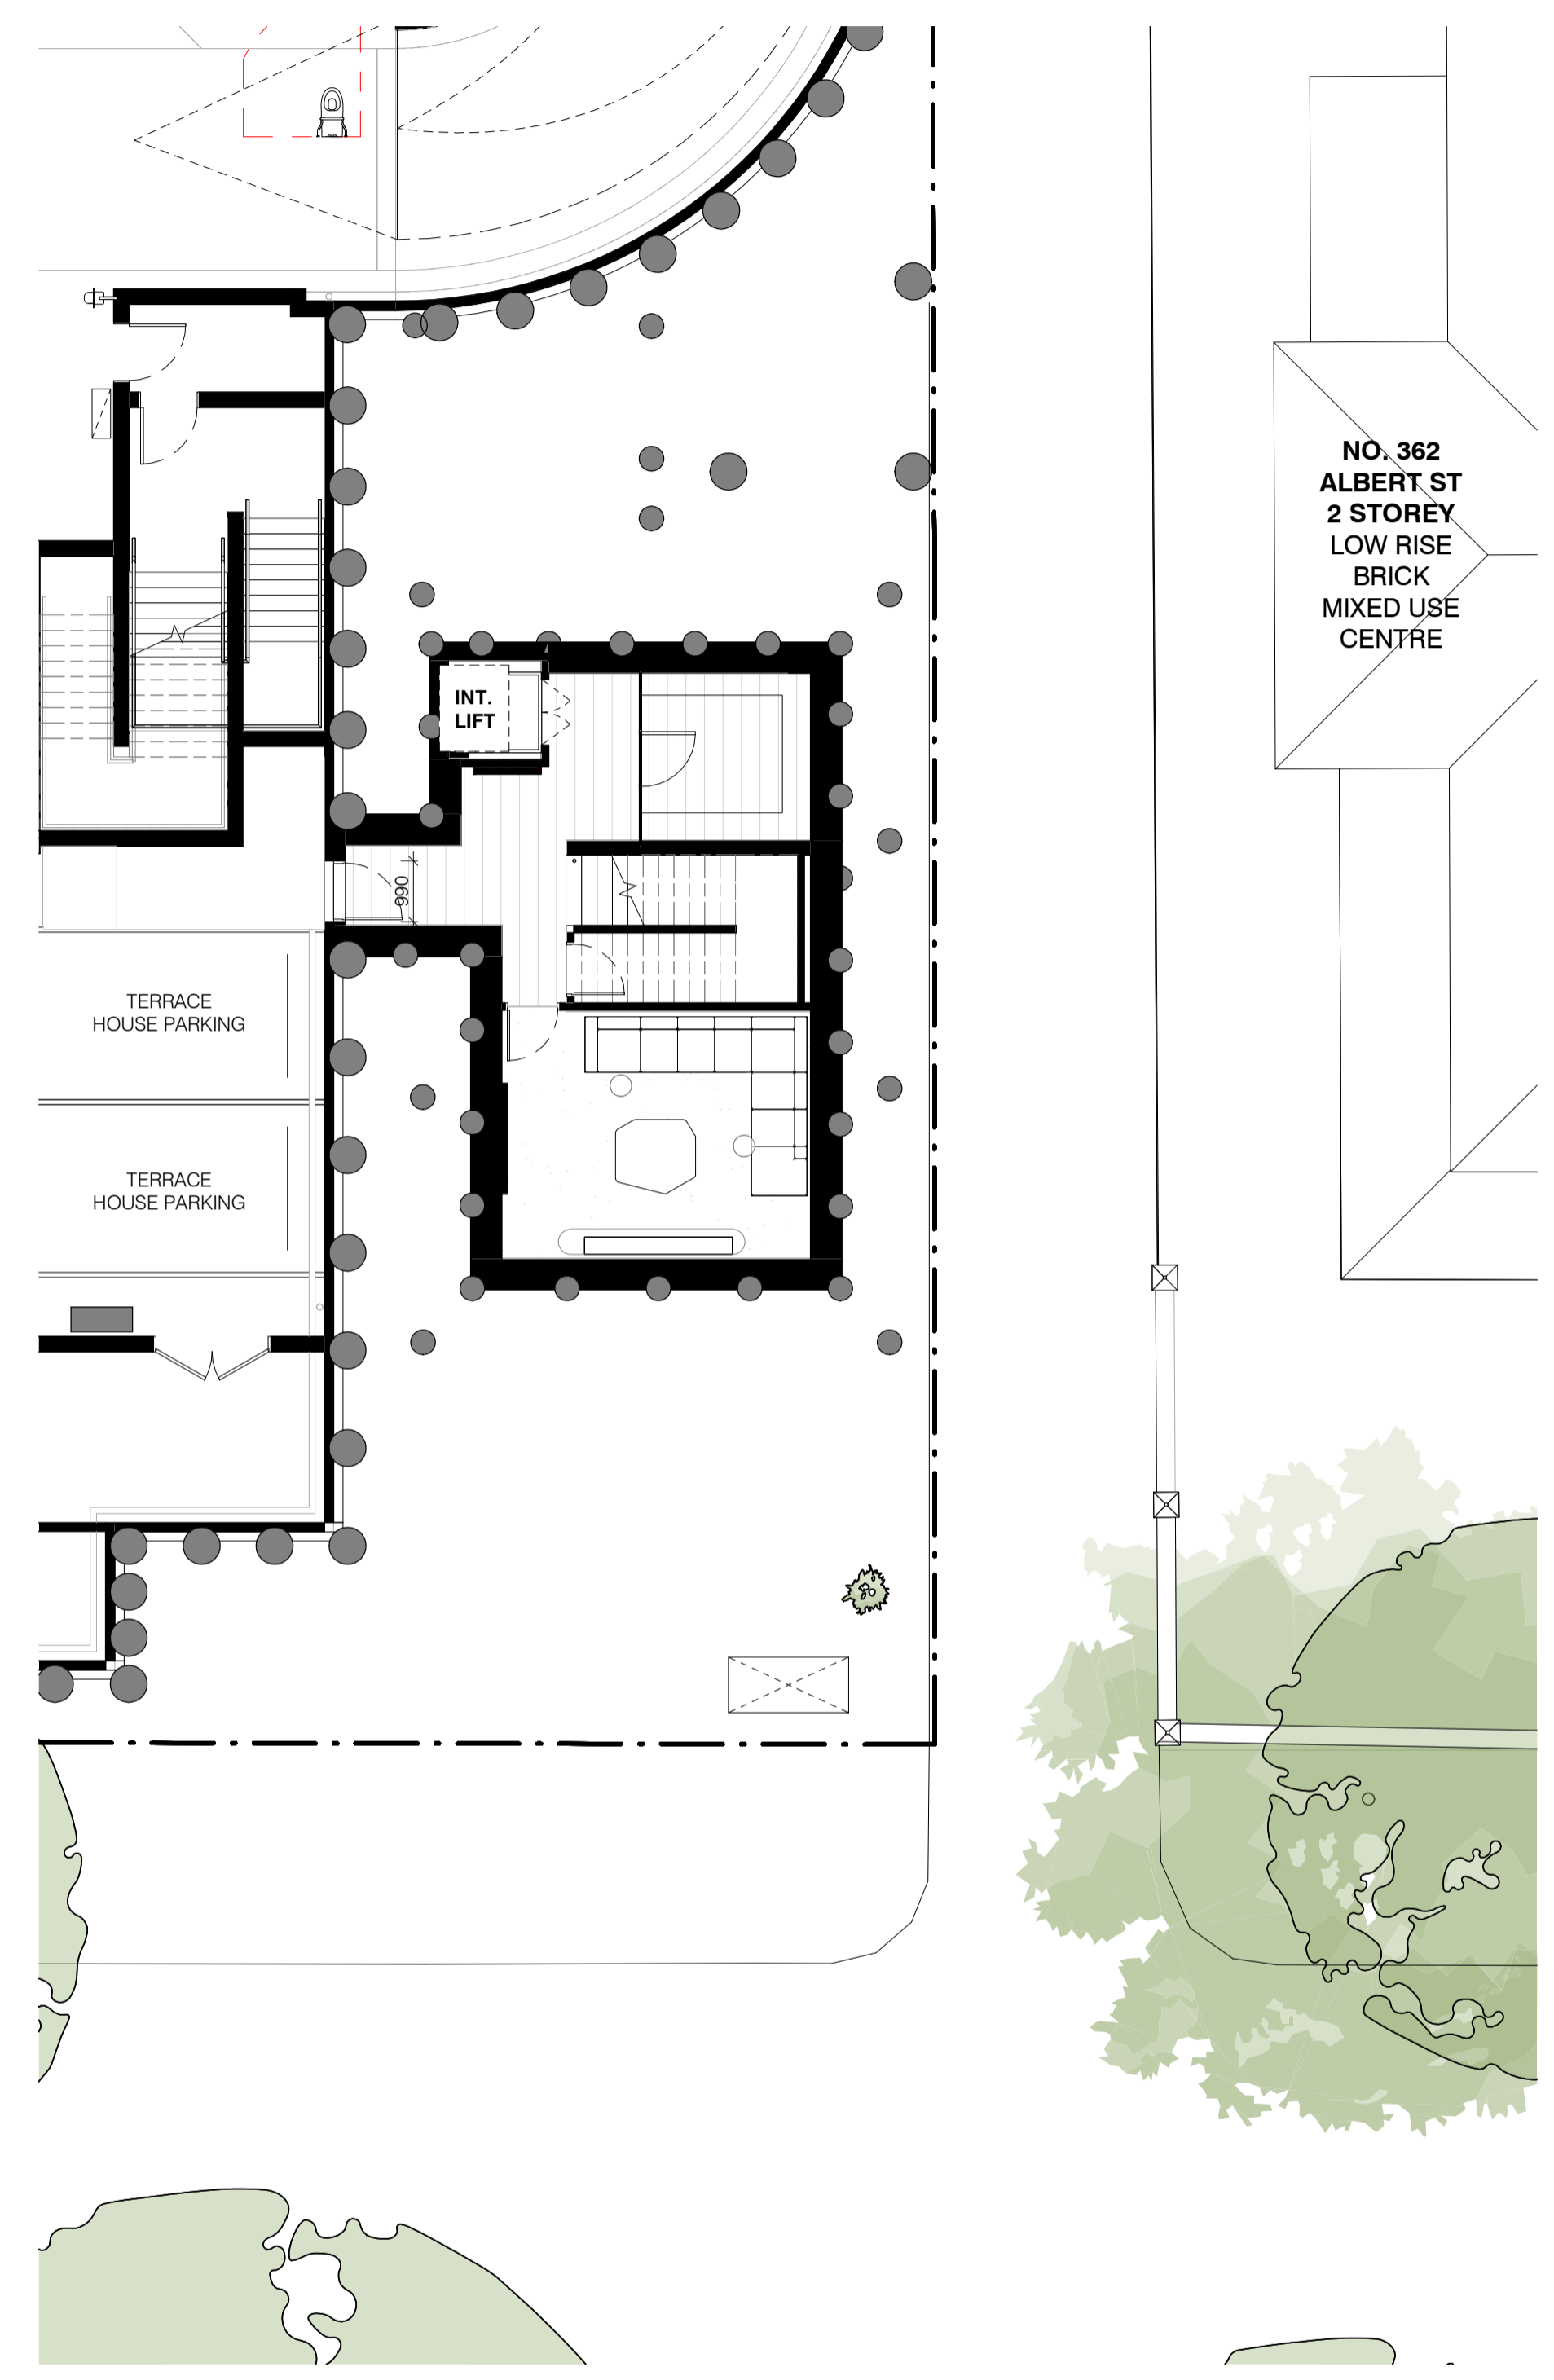 NO. 362
ALBERT ST
2 STOREY
LOW RISE
BRICK
MIXED USE
CENTRE
INT.
LIFT
990
TERRACE
HOUSE PARKING
TERRACE
HOUSE PARKING